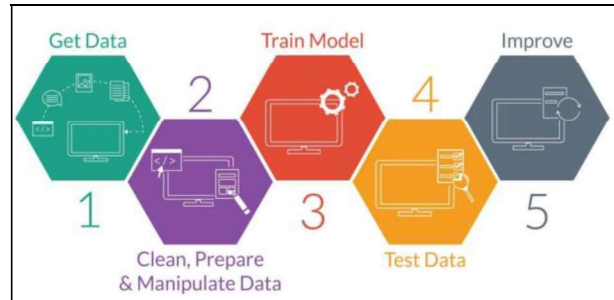 Get Data
1
2
Clean, Prepare
& Manipulate Data
Train Model
3
4
Test Data
Improve
5
</>
</>